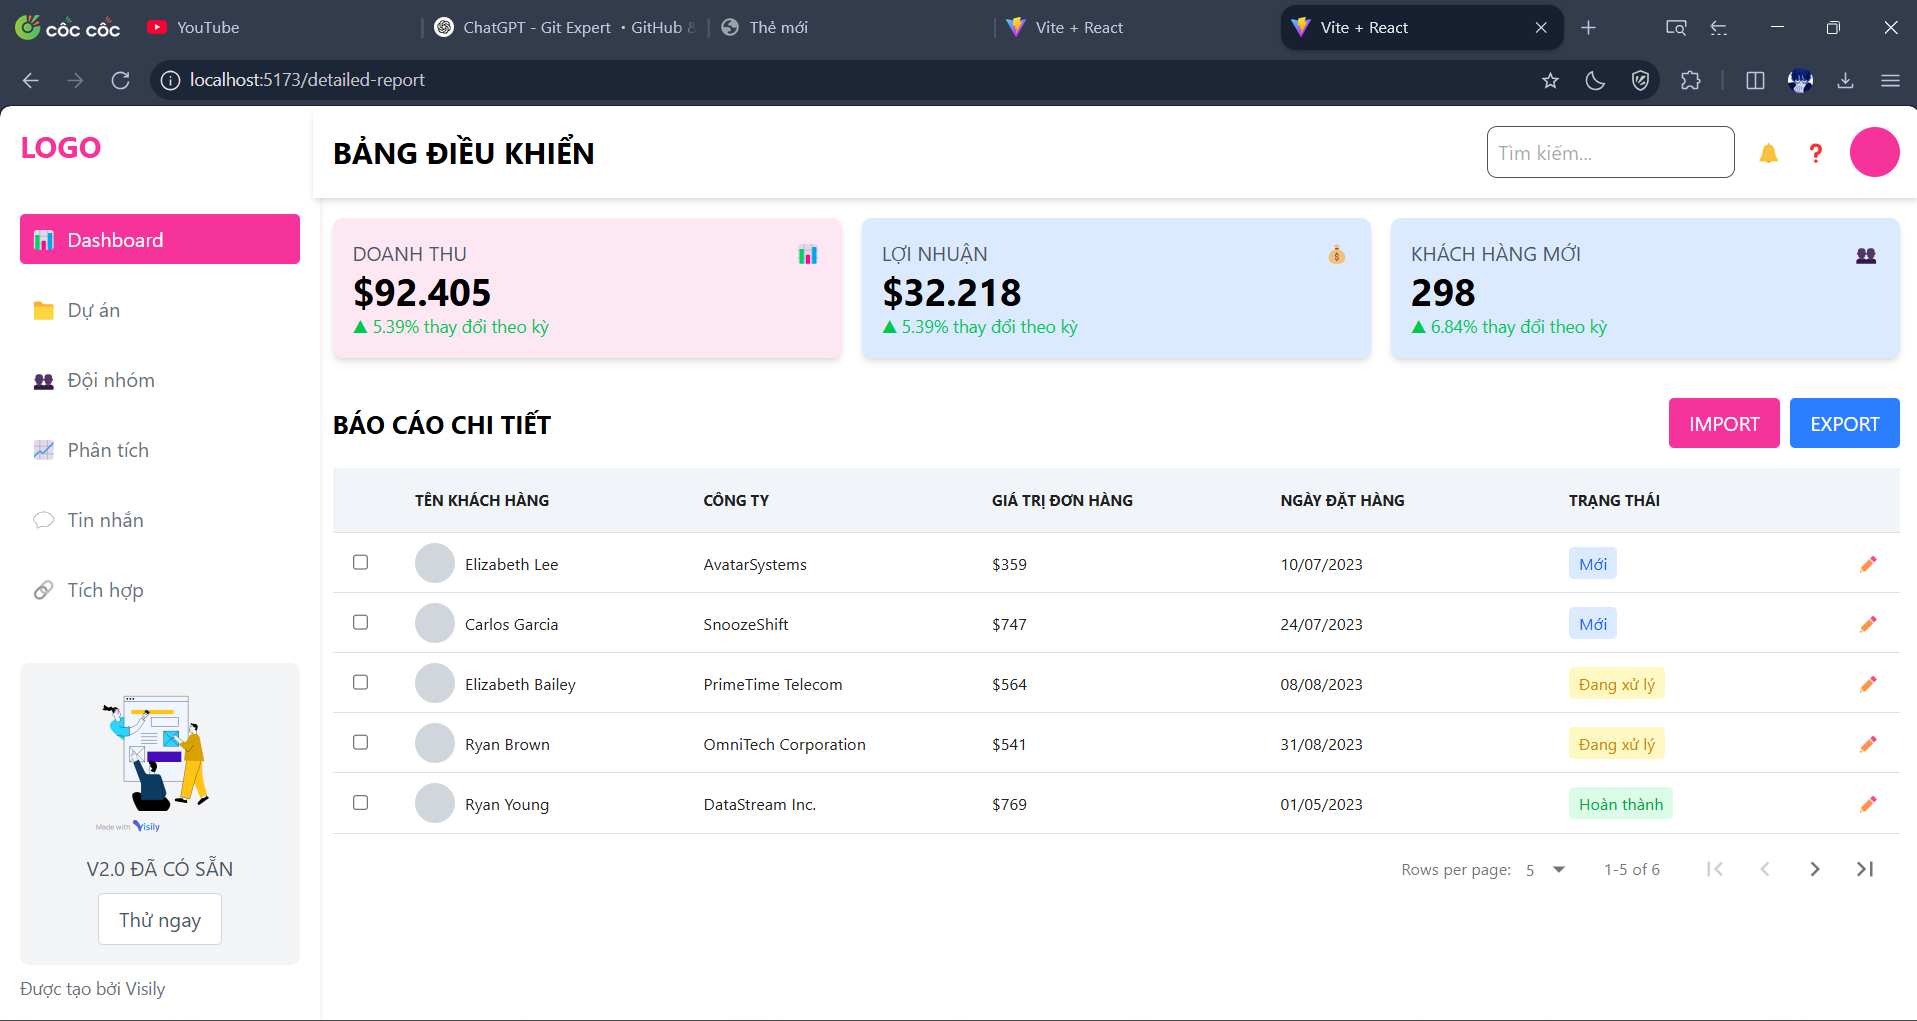 cốc cốc
YouTube
ChatGPT - Git Expert • GitHub &
Thẻ mới
Vite + React
Vite + React
localhost:5173/detailed-report
LOGO
BẢNG ĐIỀU KHIỂN
Tìm kiếm...
Dashboard
Dự án
Đội nhóm
Phân tích
Tin nhắn
Tích hợp
Made with Visily
V2.0 ĐÃ CÓ SẴN
Thử ngay
Được tạo bởi Visily
DOANH THU
$92.405
▲ 5.39% thay đổi theo kỳ
LỢI NHUẬN
$32.218
▲ 5.39% thay đổi theo kỳ
KHÁCH HÀNG MỚI
298
▲ 6.84% thay đổi theo kỳ
BÁO CÁO CHI TIẾT
IMPORT
EXPORT
TÊN KHÁCH HÀNG CÔNG TY GIÁ TRỊ ĐƠN HÀNG NGÀY ĐẶT HÀNG TRẠNG THÁI
Elizabeth Lee AvatarSystems $359 10/07/2023 Mới
Carlos Garcia SnoozeShift $747 24/07/2023 Mới
Elizabeth Bailey PrimeTime Telecom $564 08/08/2023 Đang xử lý
Ryan Brown OmniTech Corporation $541 31/08/2023 Đang xử lý
Ryan Young DataStream Inc. $769 01/05/2023 Hoàn thành
Rows per page: 5 1-5 of 6